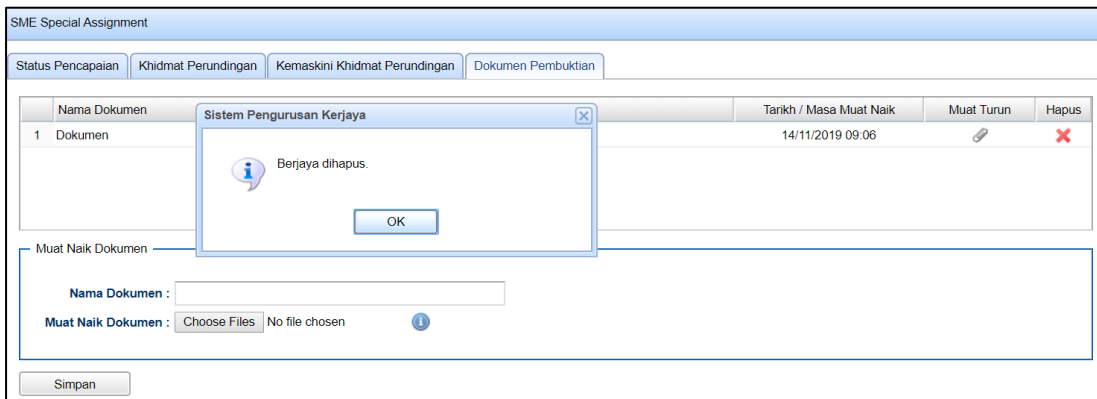 SME Special Assignment
Status Pencapaian Khidmat Perundingan Kemaskini Khidmat Perundingan Dokumen Pembuktian
Nama Dokumen Tarikh / Masa Muat Naik Muat Turun Hapus
1 Dokumen 14/11/2019 09:06
Sistem Pengurusan Kerjaya
Berjaya dihapus.
OK
Muat Naik Dokumen
Nama Dokumen :
Muat Naik Dokumen : Choose Files No file chosen
Simpan